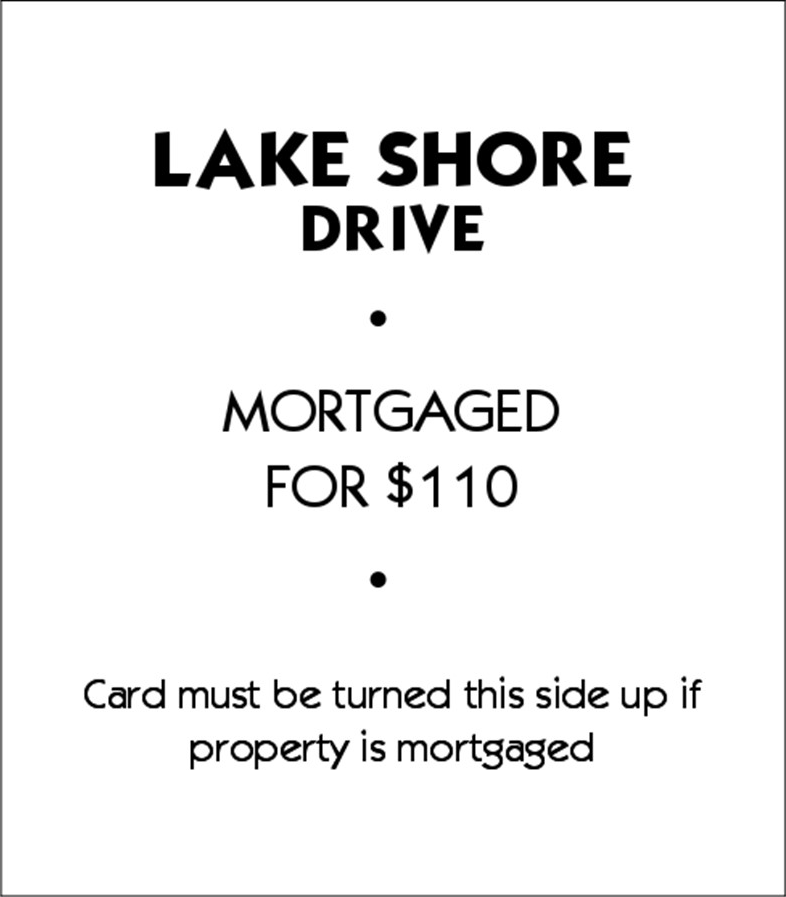 LAKE SHORE
DRIVE
•
MORTGAGED
FOR $110
•
Card must be turned this side up if
property is mortgaged